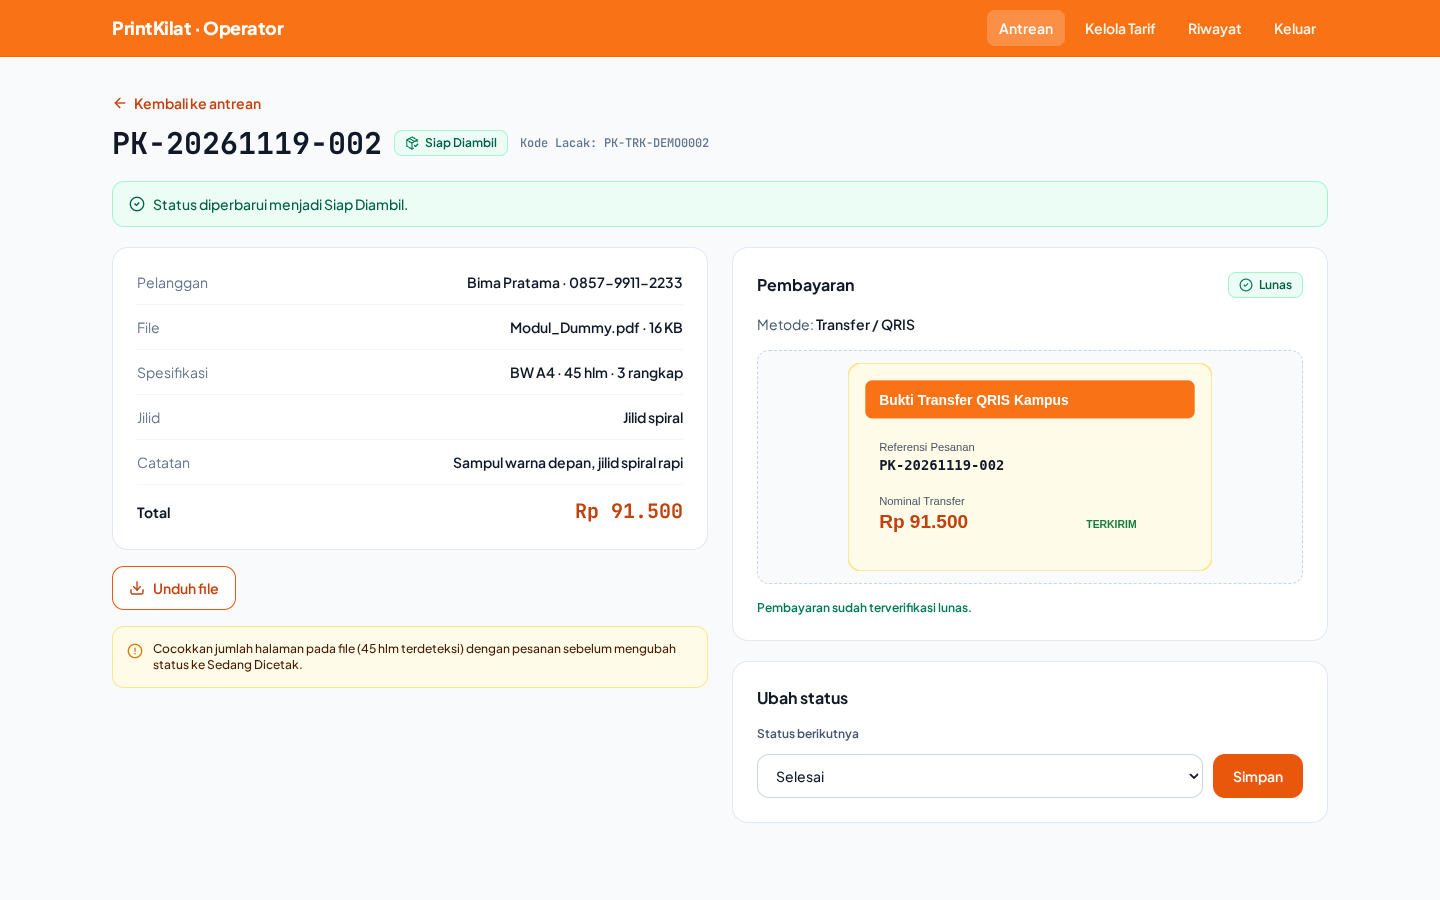 PrintKilat · Operator
Antrean
Kelola Tarif
Riwayat
Keluar
Kembali ke antrean
PK-20261119-002
Siap Diambil
Kode Lacak: PK-TRK-DEMO0002
Status diperbarui menjadi Siap Diambil.
Pelanggan
Bima Pratama · 0857-9911-2233
File
Modul_Dummy.pdf · 16 KB
Spesifikasi
BW A4 · 45 hlm · 3 rangkap
Jilid
Jilid spiral
Catatan
Sampul warna depan, jilid spiral rapi
Total
Rp 91.500
Unduh file
Cocokkan jumlah halaman pada file (45 hlm terdeteksi) dengan pesanan sebelum mengubah
status ke Sedang Dicetak.
Pembayaran
Lunas
Metode: Transfer / QRIS
Bukti Transfer QRIS Kampus
Referensi Pesanan
PK-20261119-002
Nominal Transfer
Rp 91.500
TERKIRIM
Pembayaran sudah terverifikasi lunas.
Ubah status
Status berikutnya
Selesai
Simpan